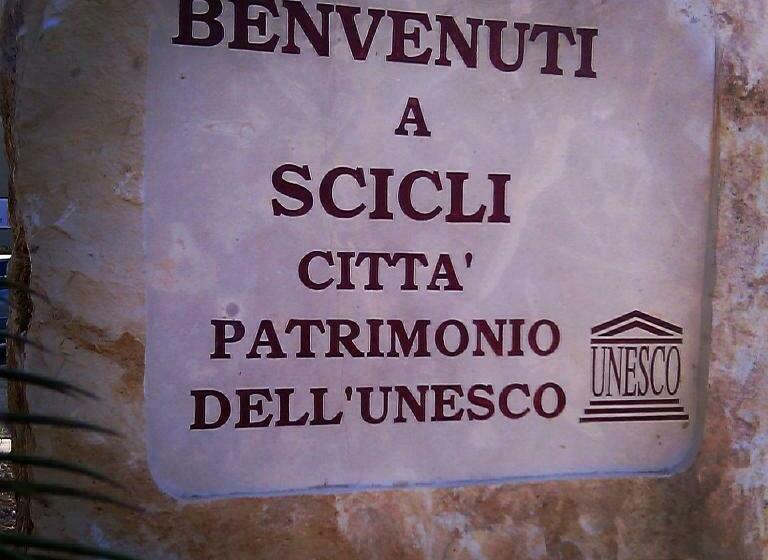 BENVENUTI
A
SCICLI
CITTA'
PATRIMONIO
DELL'UNESCO
UNESCO